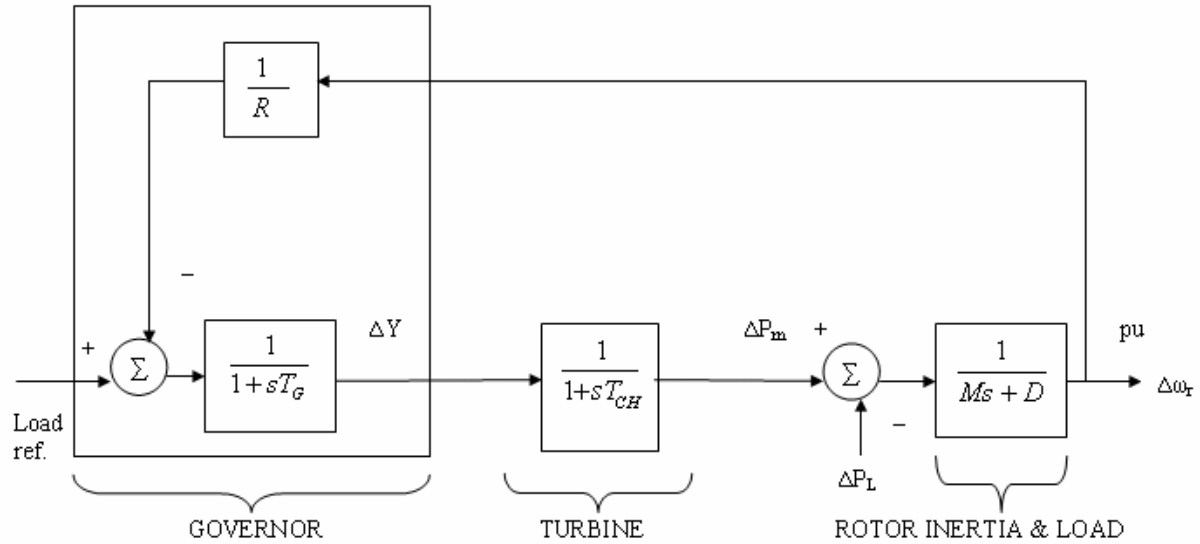 1
R
−
+
Σ
1
1+sT_G
ΔY
1
1+sT_CH
ΔP_m
+
Σ
−
1
Ms + D
pu
Δω_r
Load
ref.
ΔP_L
GOVERNOR
TURBINE
ROTOR INERTIA & LOAD